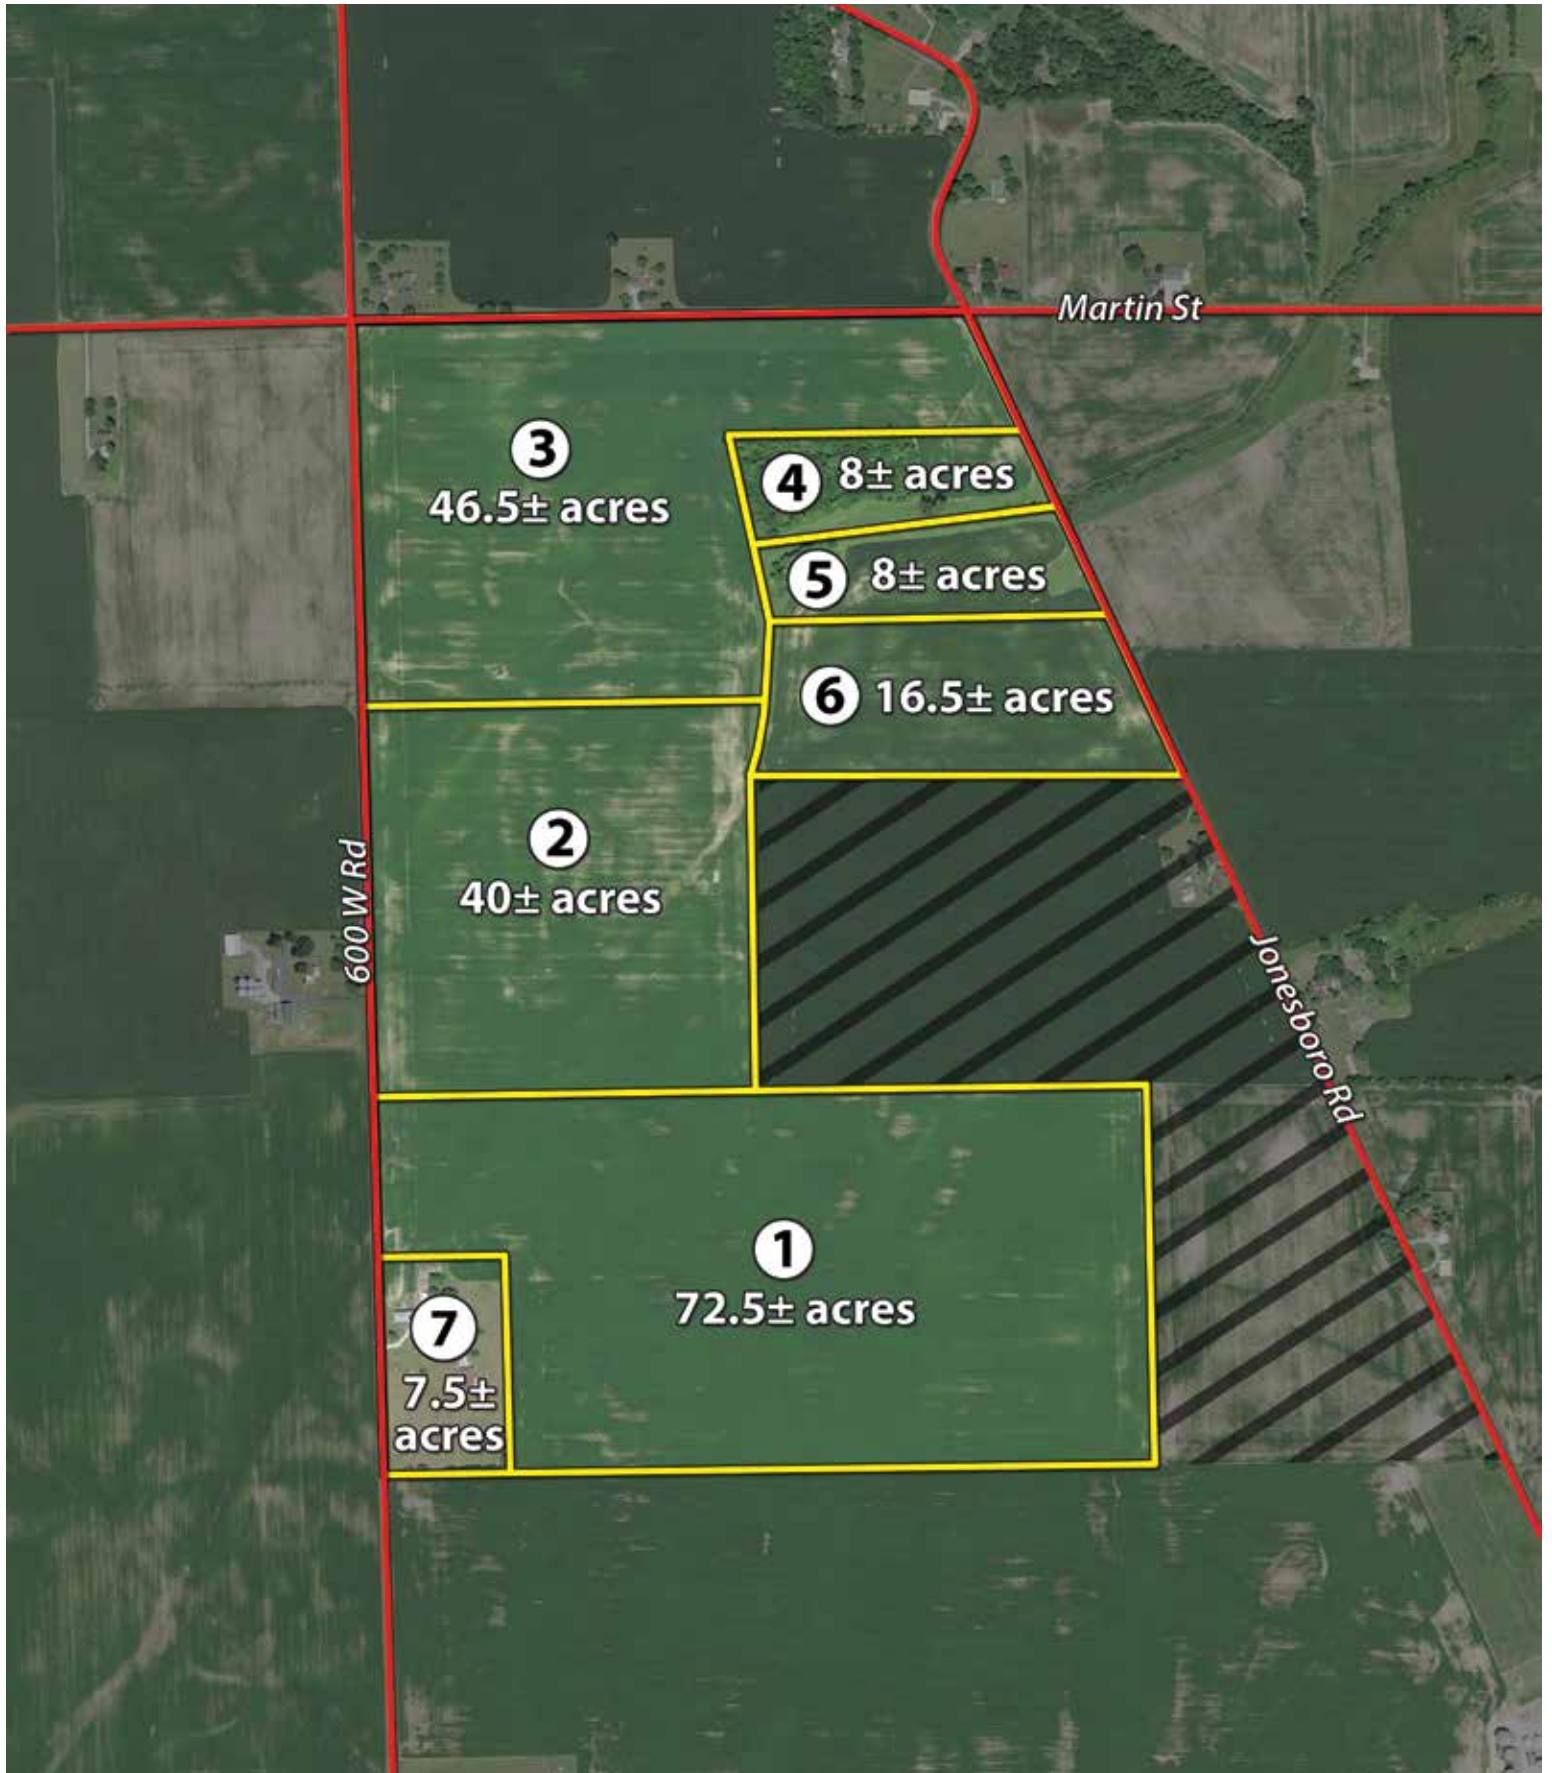 Martin St
3
46.5± acres
4 8± acres
5 8± acres
6 16.5± acres
2
40± acres
600 W Rd
Jonesboro Rd
1
72.5± acres
7
7.5±
acres